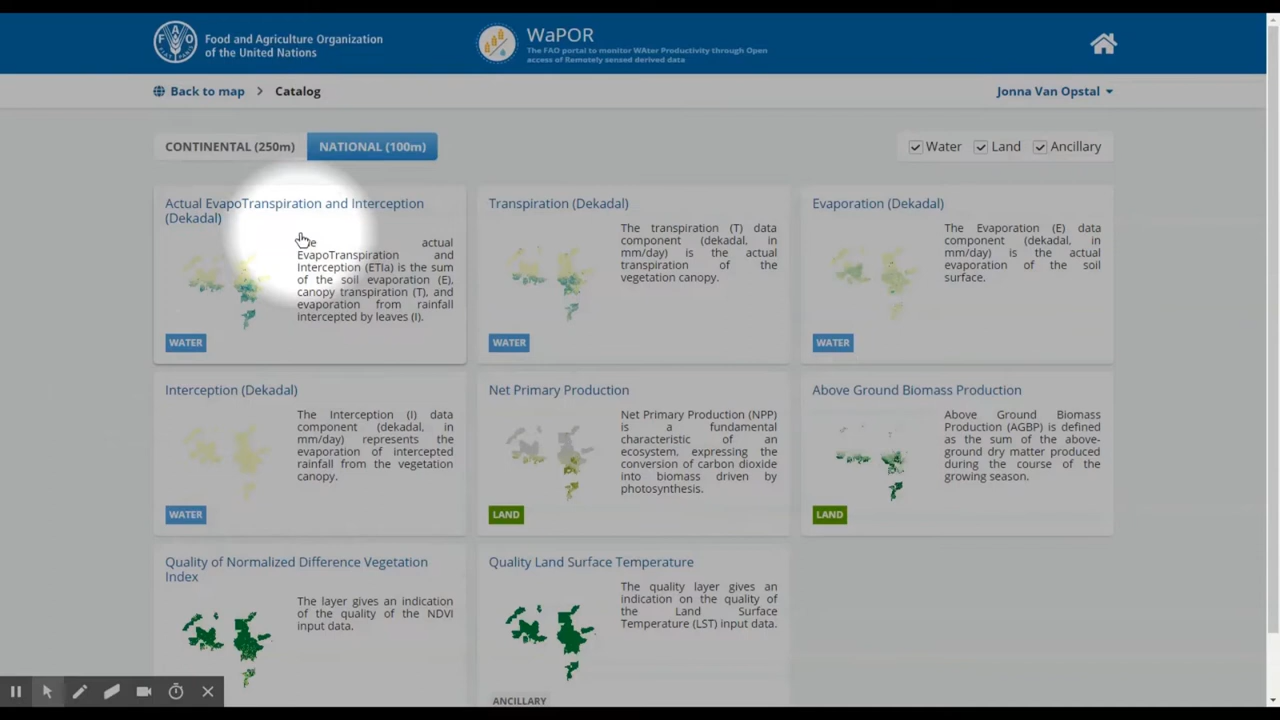 Food and Agriculture Organization
of the United Nations
WaPOR
The FAO portal to monitor WAter Productivity through Open
access of Remotely sensed derived data
Back to map > Catalog
Jonna Van Opstal
CONTINENTAL (250m)
NATIONAL (100m)
Water
Land
Ancillary
Actual EvapoTranspiration and Interception
(Dekadal)
The actual
EvapoTranspiration and
Interception (ETIa) is the sum
of the soil evaporation (E),
canopy transpiration (T), and
evaporation from rainfall
intercepted by leaves (I).
WATER
Transpiration (Dekadal)
The transpiration (T) data
component (dekadal, in
mm/day) is the actual
transpiration of the
vegetation canopy.
WATER
Evaporation (Dekadal)
The Evaporation (E) data
component (dekadal, in
mm/day) is the actual
evaporation of the soil
surface.
WATER
Interception (Dekadal)
The Interception (I) data
component (dekadal, in
mm/day) represents the
evaporation of intercepted
rainfall from the vegetation
canopy.
WATER
Net Primary Production
Net Primary Production (NPP)
is a fundamental
characteristic of an
ecosystem, expressing the
conversion of carbon dioxide
into biomass driven by
photosynthesis.
LAND
Above Ground Biomass Production
Above Ground Biomass
Production (AGBP) is defined
as the sum of the above-
ground dry matter produced
during the course of the
growing season.
LAND
Quality of Normalized Difference Vegetation
Index
The layer gives an indication
of the quality of the NDVI
input data.
Quality Land Surface Temperature
The quality layer gives an
indication on the quality of
the Land Surface
Temperature (LST) input data.
ANCILLARY